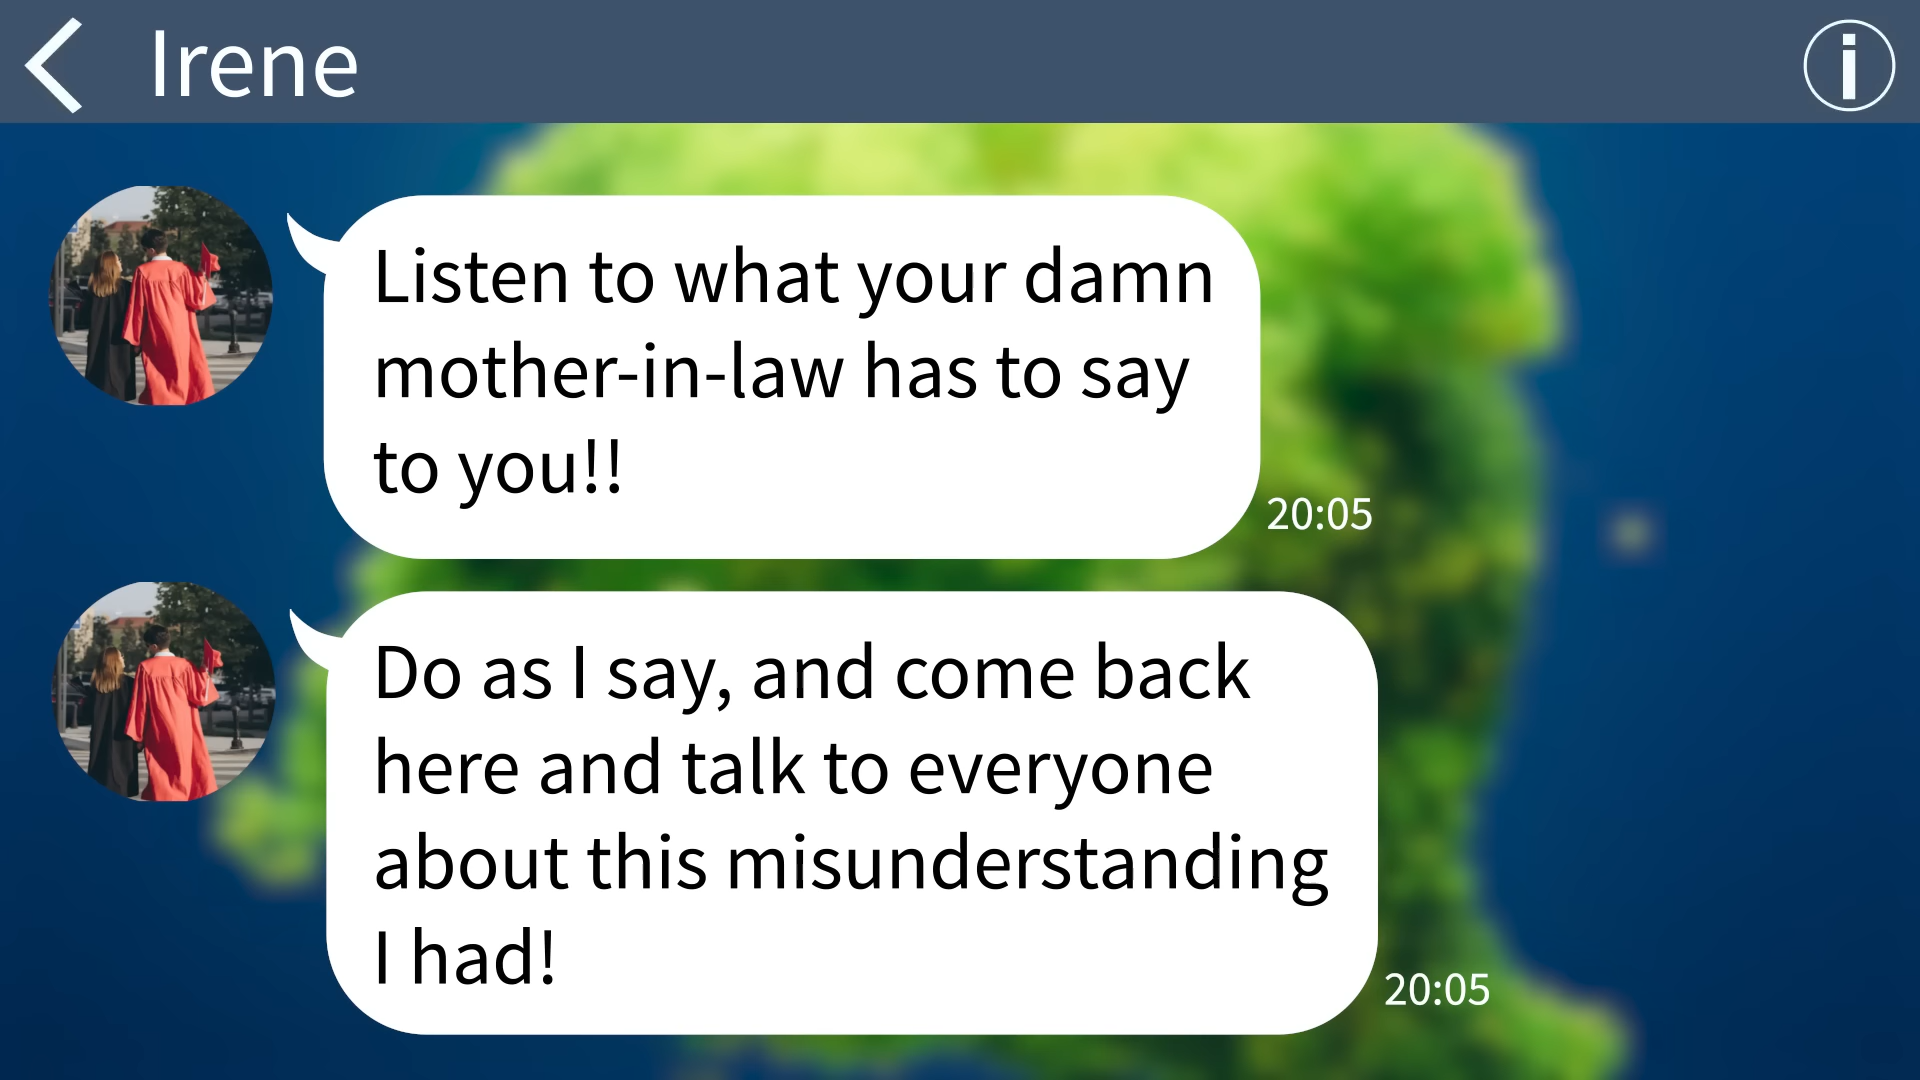 Irene
Listen to what your damn
mother-in-law has to say
to you!!
20:05
Do as I say, and come back
here and talk to everyone
about this misunderstanding
I had!
20:05